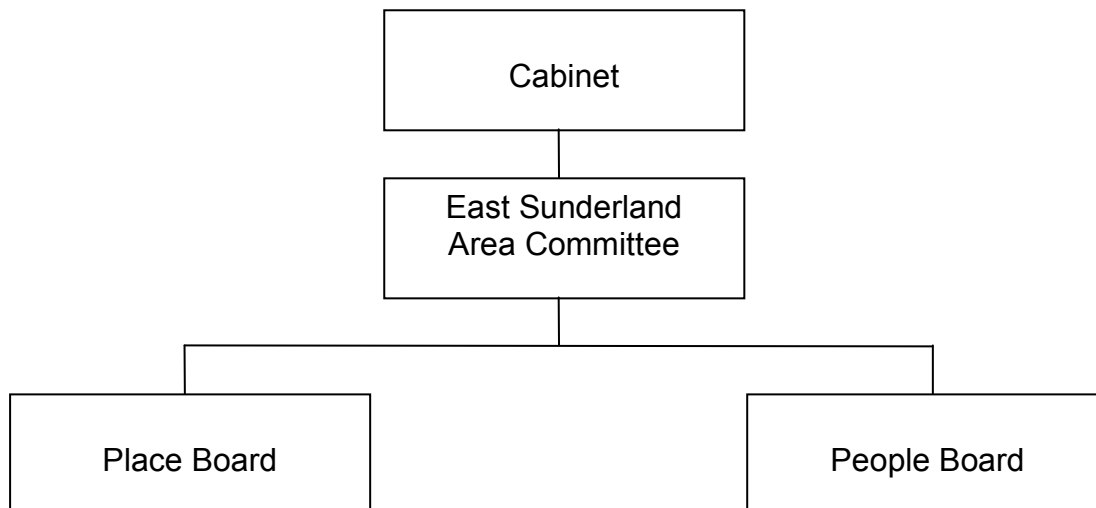 Cabinet
East Sunderland
Area Committee
Place Board
People Board